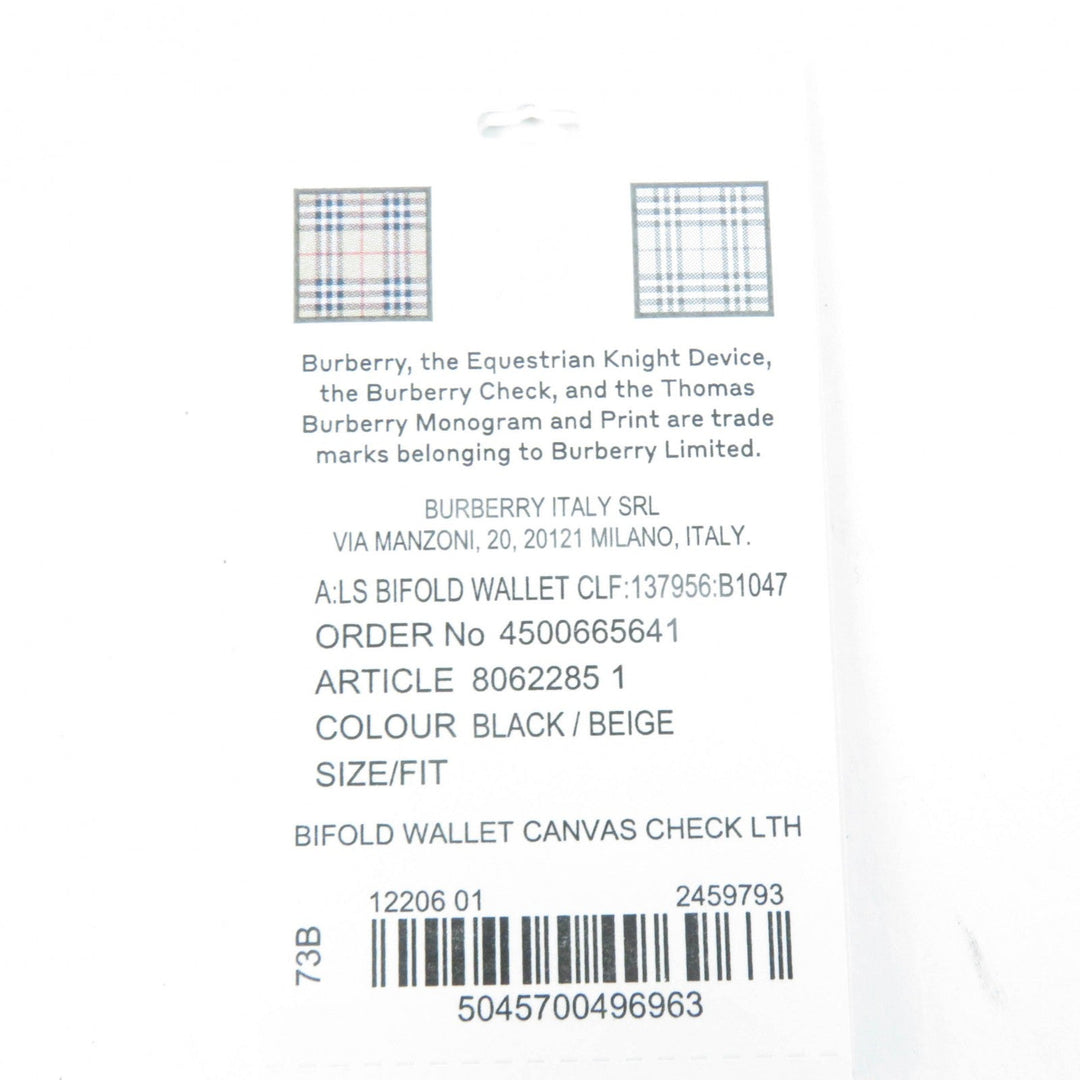 Burberry, the Equestrian Knight Device,
the Burberry Check, and the Thomas
Burberry Monogram and Print are trade
marks belonging to Burberry Limited.
BURBERRY ITALY SRL
VIA MANZONI, 20, 20121 MILANO, ITALY.
A:LS BIFOLD WALLET CLF:137956:B1047
ORDER No 4500665641
ARTICLE 8062285 1
COLOUR BLACK / BEIGE
SIZE/FIT
BIFOLD WALLET CANVAS CHECK LTH
12206 01 2459793
73B
5045700496963